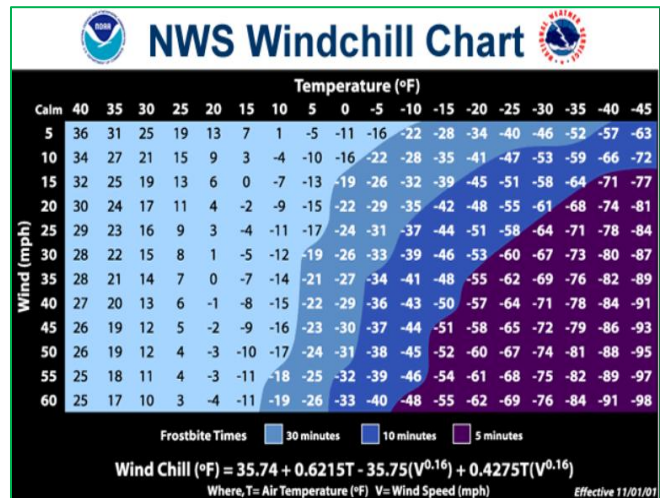 NOAA
NWS Windchill Chart
NATIONAL WEATHER SERVICE
Temperature (ºF)
Calm 40 35 30 25 20 15 10 5 0 -5 -10 -15 -20 -25 -30 -35 -40 -45
5 36 31 25 19 13 7 1 -5 -11 -16 -22 -28 -34 -40 -46 -52 -57 -63
10 34 27 21 15 9 3 -4 -10 -16 -22 -28 -35 -41 -47 -53 -59 -66 -72
15 32 25 19 13 6 0 -7 -13 -19 -26 -32 -39 -45 -51 -58 -64 -71 -77
20 30 24 17 11 4 -2 -9 -15 -22 -29 -35 -42 -48 -55 -61 -68 -74 -81
25 29 23 16 9 3 -4 -11 -17 -24 -31 -37 -44 -51 -58 -64 -71 -78 -84
30 28 22 15 8 1 -5 -12 -19 -26 -33 -39 -46 -53 -60 -67 -73 -80 -87
35 28 21 14 7 0 -7 -14 -21 -27 -34 -41 -48 -55 -62 -69 -76 -82 -89
40 27 20 13 6 -1 -8 -15 -22 -29 -36 -43 -50 -57 -64 -71 -78 -84 -91
45 26 19 12 5 -2 -9 -16 -23 -30 -37 -44 -51 -58 -65 -72 -79 -86 -93
50 26 19 12 4 -3 -10 -17 -24 -31 -38 -45 -52 -60 -67 -74 -81 -88 -95
55 25 18 11 4 -3 -11 -18 -25 -32 -39 -46 -54 -61 -68 -75 -82 -89 -97
60 25 17 10 3 -4 -11 -19 -26 -33 -40 -48 -55 -62 -69 -76 -84 -91 -98
Wind (mph)
Frostbite Times 30 minutes 10 minutes 5 minutes
Wind Chill (ºF) = 35.74 + 0.6215T - 35.75(V0.16) + 0.4275T(V0.16)
Where, T= Air Temperature (ºF) V= Wind Speed (mph)
Effective 11/01/01